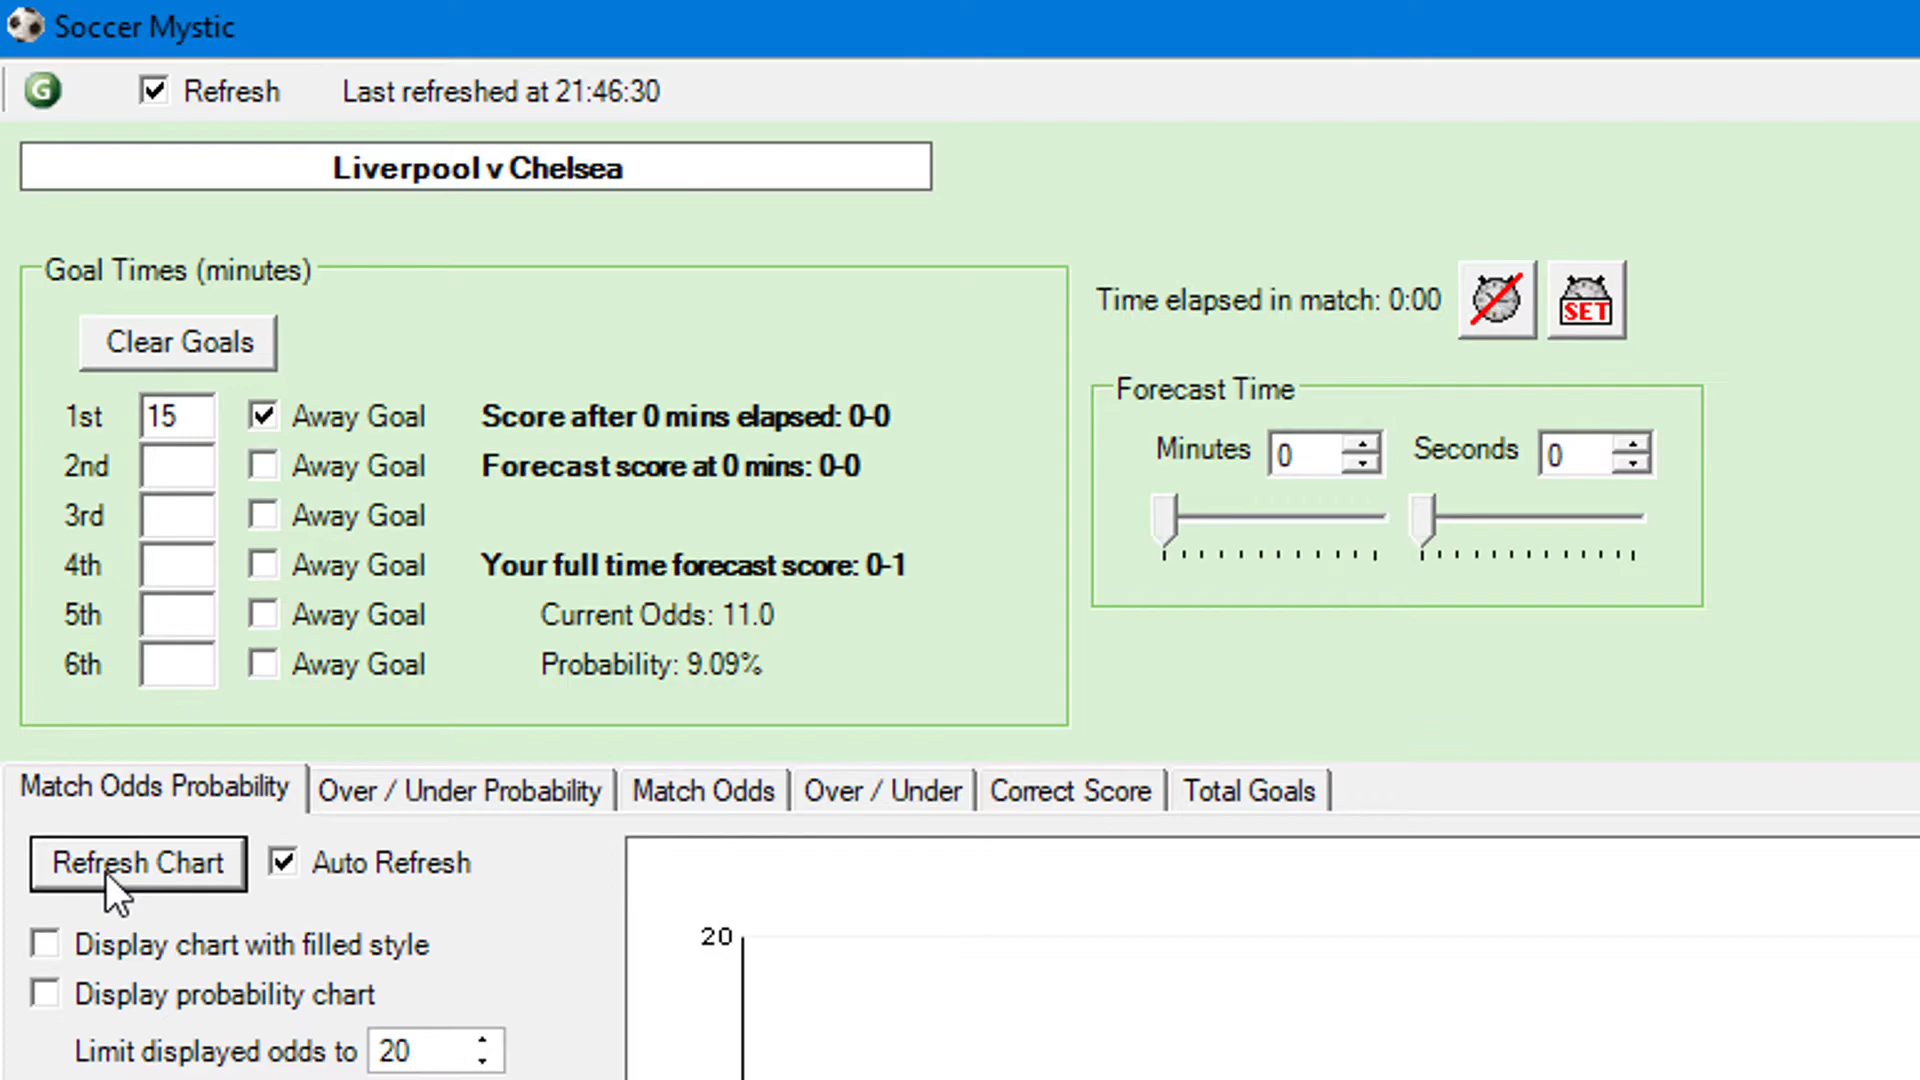 Soccer Mystic
G Refresh Last refreshed at 21:46:30
Liverpool v Chelsea
Goal Times (minutes)
Clear Goals
1st 15 Away Goal Score after 0 mins elapsed: 0-0
2nd Away Goal Forecast score at 0 mins: 0-0
3rd Away Goal
4th Away Goal Your full time forecast score: 0-1
5th Away Goal Current Odds: 11.0
6th Away Goal Probability: 9.09%
Time elapsed in match: 0:00 SET
Forecast Time
Minutes 0 Seconds 0
Match Odds Probability Over / Under Probability Match Odds Over / Under Correct Score Total Goals
Refresh Chart Auto Refresh
Display chart with filled style
Display probability chart
Limit displayed odds to 20
20